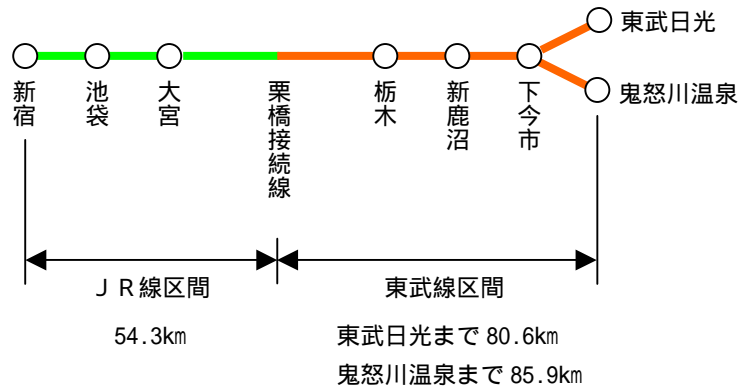 東武日光
鬼怒川温泉
新宿
池袋
大宮
栗橋接続線
栃木
新鹿沼
下今市
ＪＲ線区間
東武線区間
54.3㎞
東武日光まで 80.6㎞
鬼怒川温泉まで 85.9㎞